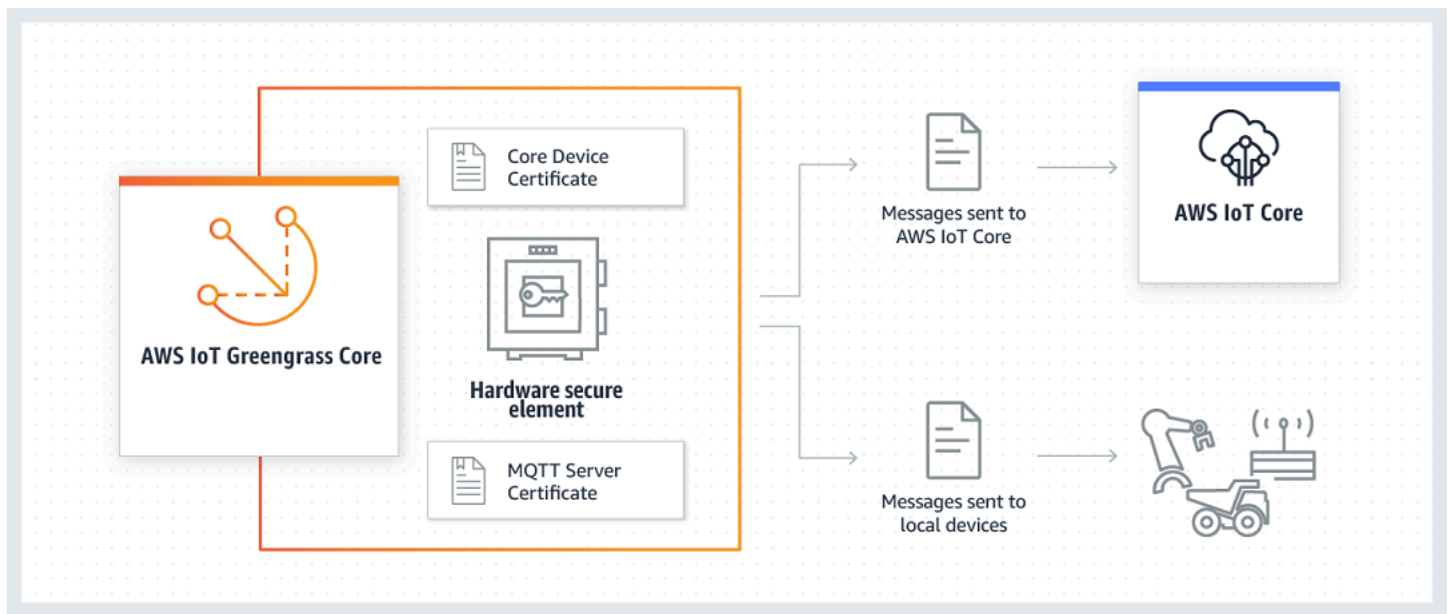 Core Device
Certificate
AWS IoT Greengrass Core
Hardware secure
element
MQTT Server
Certificate
Messages sent to
AWS IoT Core
AWS IoT Core
Messages sent to
local devices